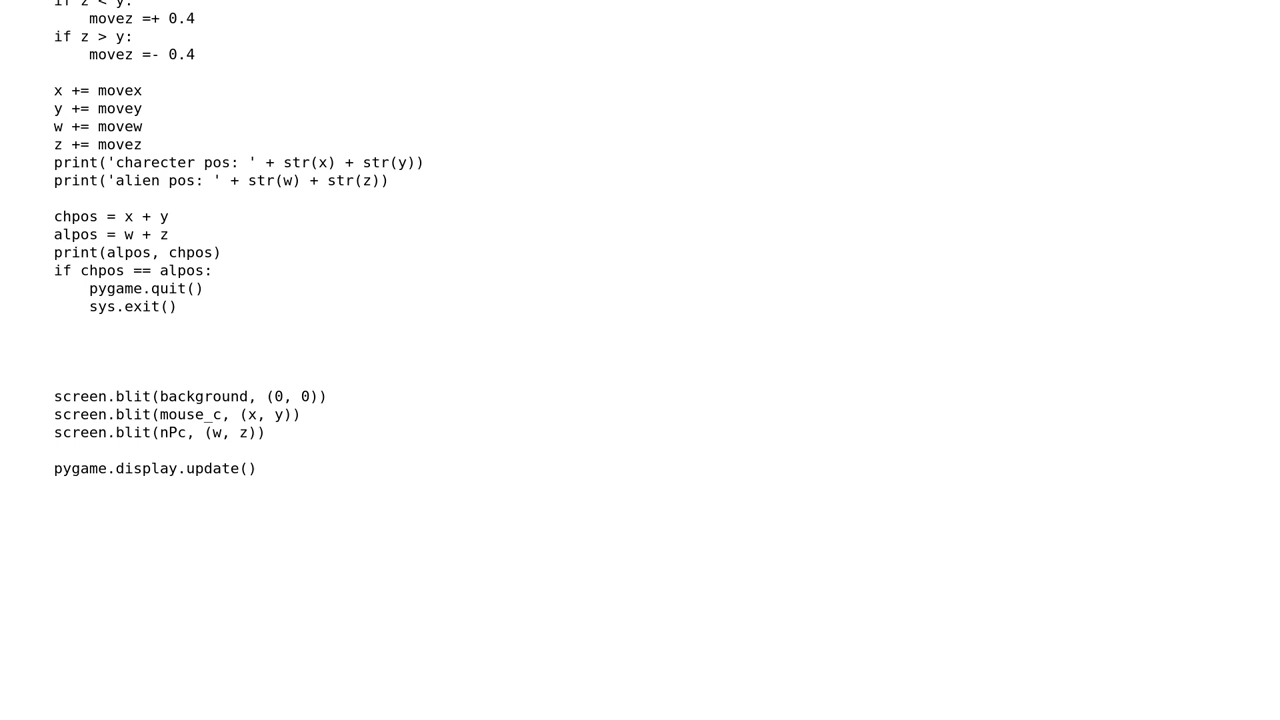 if z < y:
    movez =+ 0.4
if z > y:
    movez =- 0.4

x += movex
y += movey
w += movew
z += movez
print('charecter pos: ' + str(x) + str(y))
print('alien pos: ' + str(w) + str(z))

chpos = x + y
alpos = w + z
print(alpos, chpos)
if chpos == alpos:
    pygame.quit()
    sys.exit()

screen.blit(background, (0, 0))
screen.blit(mouse_c, (x, y))
screen.blit(nPc, (w, z))

pygame.display.update()